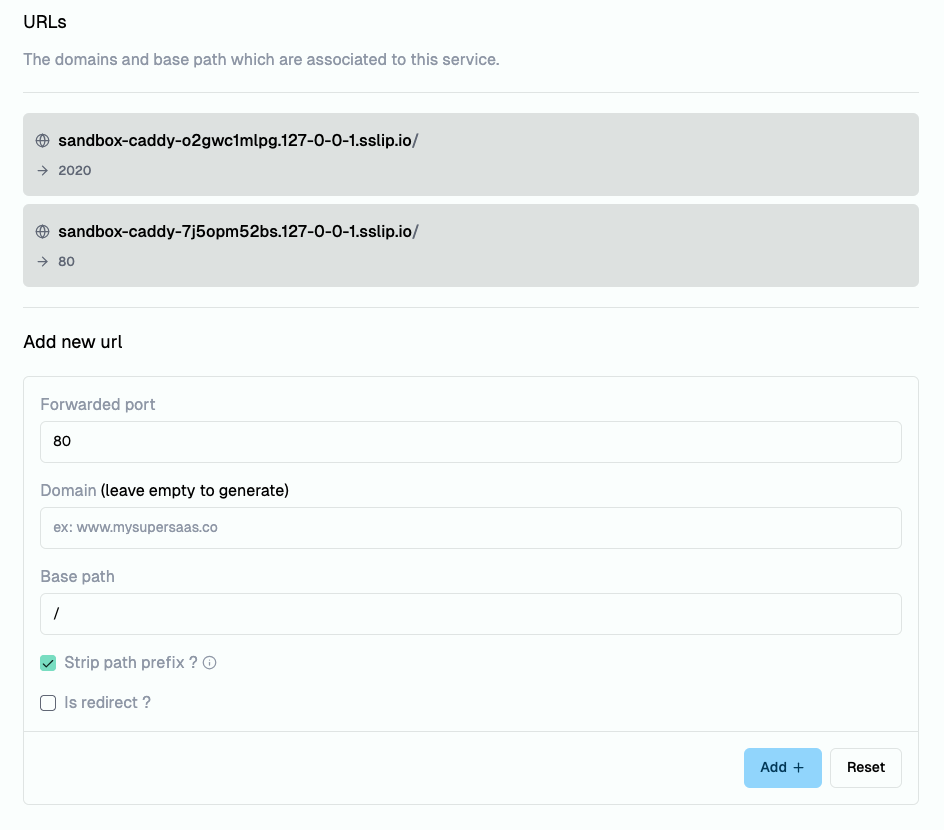 URLs
The domains and base path which are associated to this service.
sandbox-caddy-o2gwc1mlpg.127-0-0-1.sslip.io/
→ 2020
sandbox-caddy-7j5opm52bs.127-0-0-1.sslip.io/
→ 80
Add new url
Forwarded port
80
Domain (leave empty to generate)
ex: www.mysupersaas.co
Base path
/
Strip path prefix ?
Is redirect ?
Add +
Reset